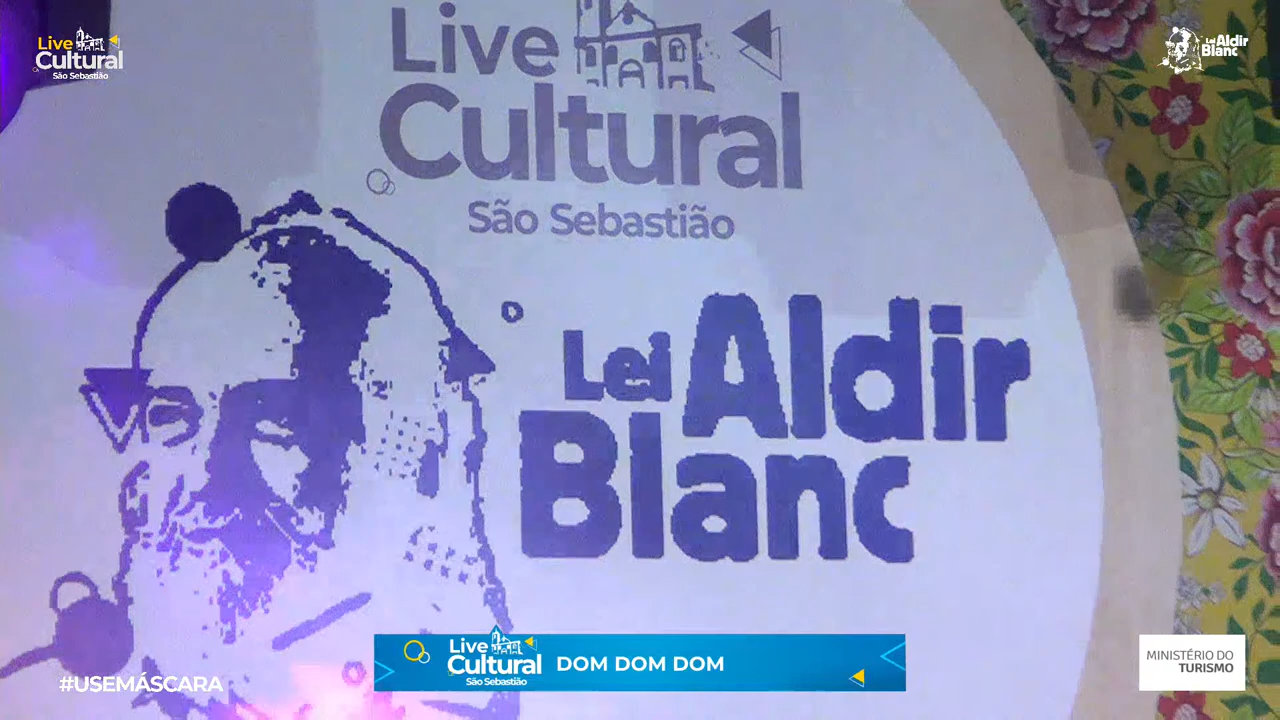 Live
Cultural
São Sebastião
Lei Aldir
Blanc
Live
Cultural
São Sebastião
Lei Aldir
Blanc
Live
Cultural
São Sebastião
DOM DOM DOM
#USEMÁSCARA
MINISTÉRIO DO
TURISMO